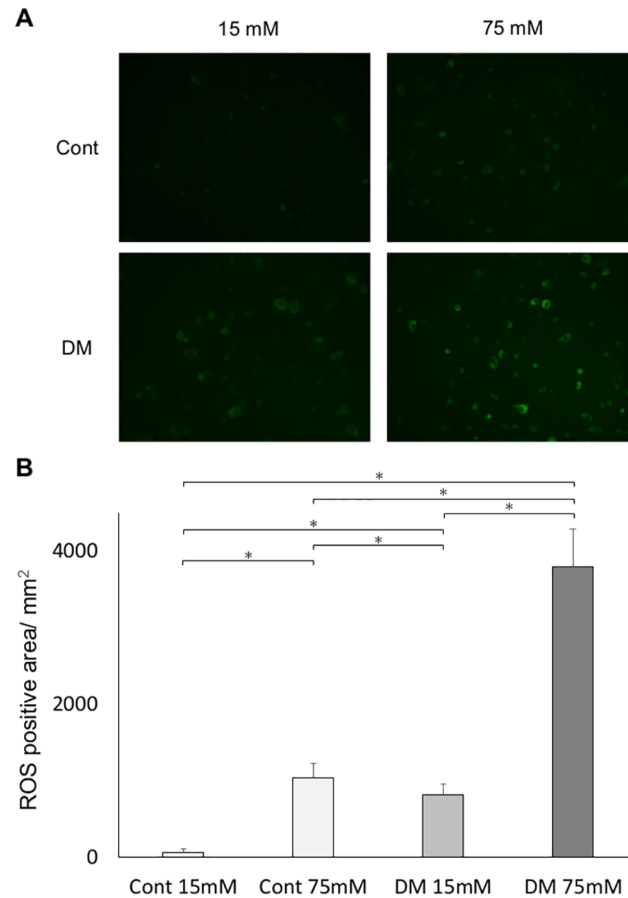 A
15 mM 75 mM
Cont
DM
B
*
*
* *
* *
4000
2000
0
ROS positive area/ mm²
Cont 15mM Cont 75mM DM 15mM DM 75mM